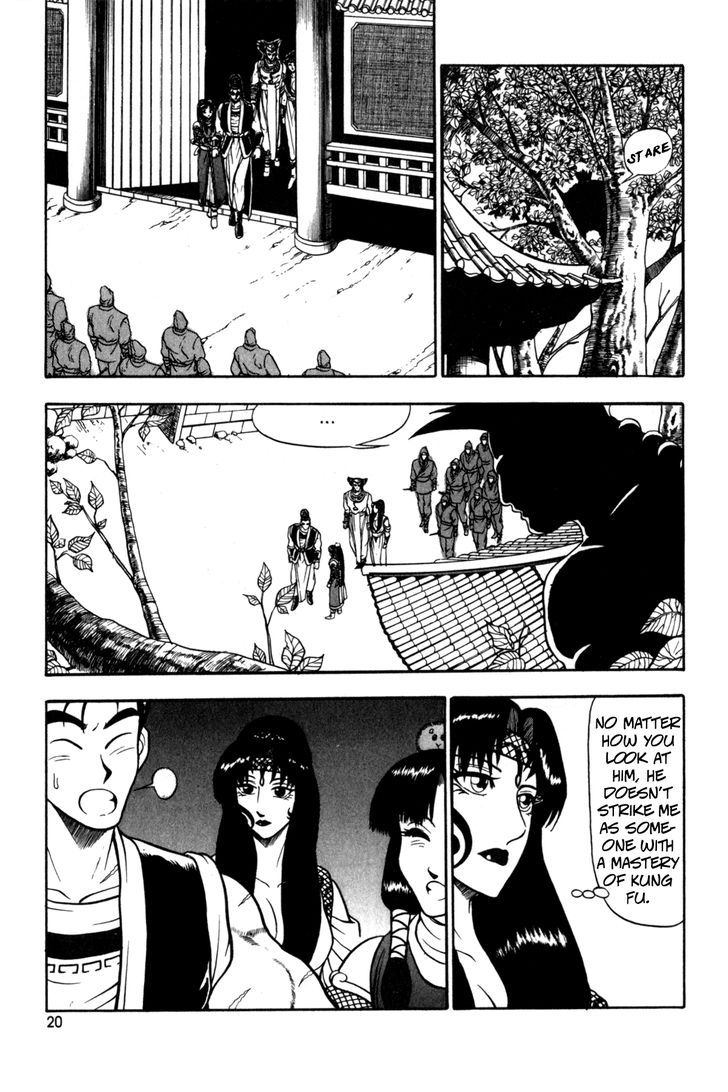 STARE
...
NO MATTER
HOW YOU
LOOK AT
HIM, HE
DOESN'T
STRIKE ME
AS SOME-
ONE WITH
A MASTERY
OF KUNG
FU.
20